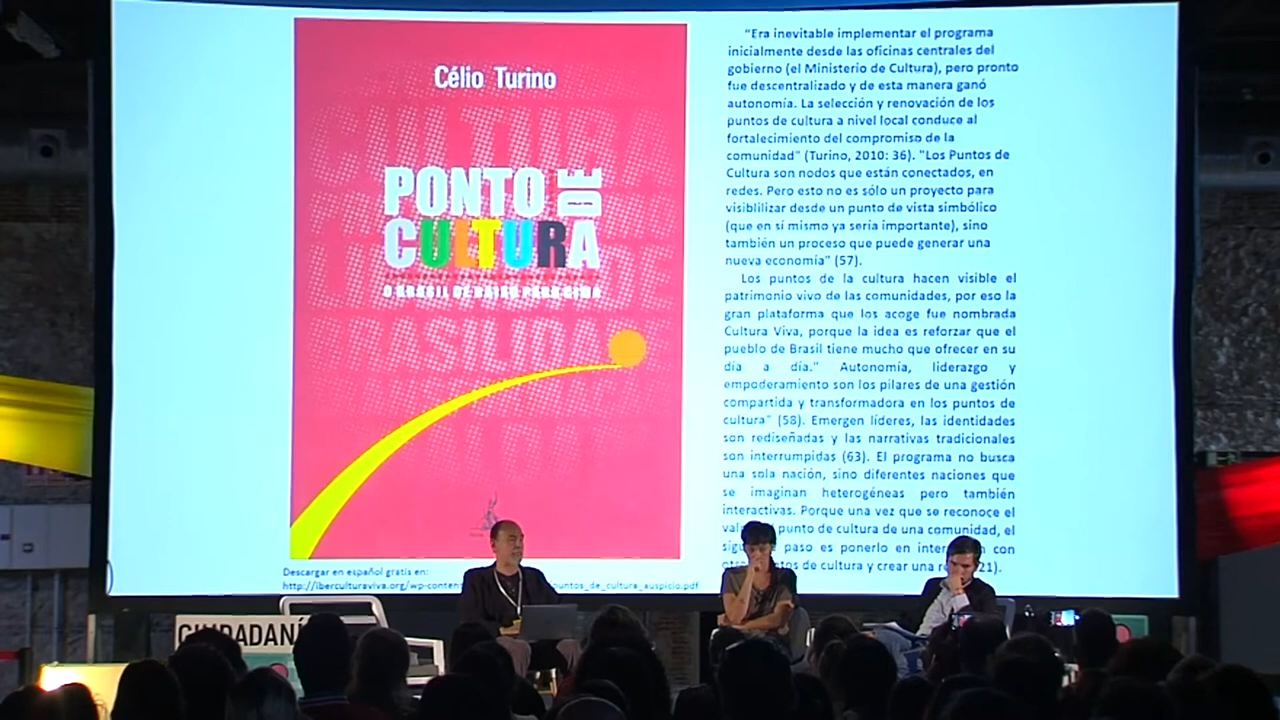 Célio Turino
PONTO DE
CULTURA
O BRASIL DE BAIXO PARA CIMA
"Era inevitable implementar el programa
inicialmente desde las oficinas centrales del
gobierno (el Ministerio de Cultura), pero pronto
fue descentralizado y de esta manera ganó
autonomía. La selección y renovación de los
puntos de cultura a nivel local conduce al
fortalecimiento del compromiso de la
comunidad" (Turino, 2010: 36). "Los Puntos de
Cultura son nodos que están conectados, en
redes. Pero esto no es sólo un proyecto para
visiblilizar desde un punto de vista simbólico
(que en sí mismo ya sería importante), sino
también un proceso que puede generar una
nueva economía" (57).
Los puntos de la cultura hacen visible el
patrimonio vivo de las comunidades, por eso la
gran plataforma que los acoge fue nombrada
Cultura Viva, porque la idea es reforzar que el
pueblo de Brasil tiene mucho que ofrecer en su
día a día." Autonomía, liderazgo y
empoderamiento son los pilares de una gestión
compartida y transformadora en los puntos de
cultura" (58). Emergen líderes, las identidades
son rediseñadas y las narrativas tradicionales
son interrumpidas (63). El programa no busca
una sola nación, sino diferentes naciones que
se imaginan heterogéneas pero también
interactivas. Porque una vez que se reconoce el
punto de cultura de una comunidad, el
paso es ponerlo en con
de cultura y crear una
Descargar en español gratis en:
http://iberculturaviva.org/wp-content puntos_de_cultura_auspicio.pdf
CIUDADANÍ